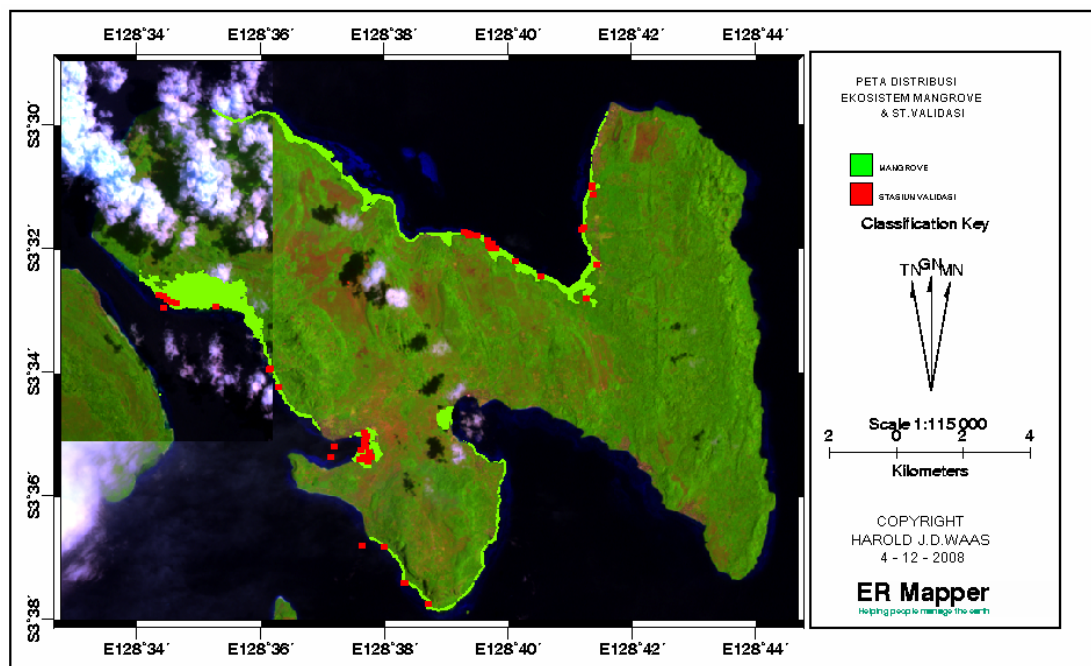 E128°34′ E128°36′ E128°38′ E128°40′ E128°42′ E128°44′
S3°30′
S3°32′
S3°34′
S3°36′
S3°38′
E128°34′ E128°36′ E128°38′ E128°40′ E128°42′ E128°44′
PETA DISTRIBUSI
EKOSISTEM MANGROVE
& ST.VALIDASI
MANGROVE
STASIUN VALIDASI
Classification Key
TN GN MN
Scale 1:115 000
2 0 2 4
Kilometers
COPYRIGHT
HAROLD J.D.WAAS
4 - 12 - 2008
ER Mapper
Helping people manage the earth